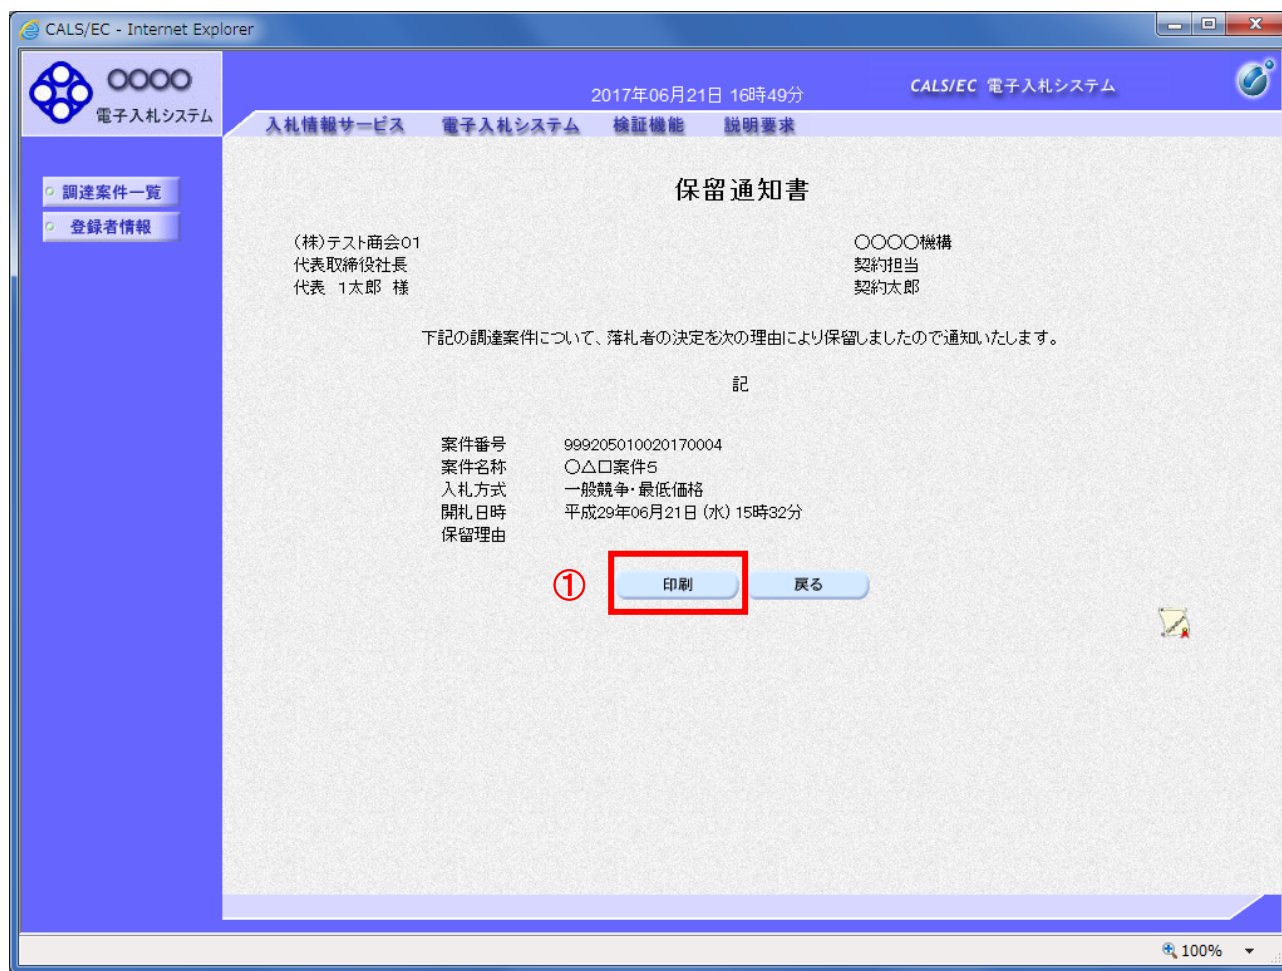 CALS/EC - Internet Explorer
○○○○
電子入札システム
2017年06月21日 16時49分
CALS/EC 電子入札システム
入札情報サービス 電子入札システム 検証機能 説明要求
調達案件一覧
登録者情報
保留通知書
(株)テスト商会01
代表取締役社長
代表 1太郎 様
○○○○機構
契約担当
契約太郎
下記の調達案件について、落札者の決定を次の理由により保留しましたので通知いたします。
記
案件番号 999205010020170004
案件名称 ○△□案件5
入札方式 一般競争・最低価格
開札日時 平成29年06月21日 (水) 15時32分
保留理由
① 印刷 戻る
100%